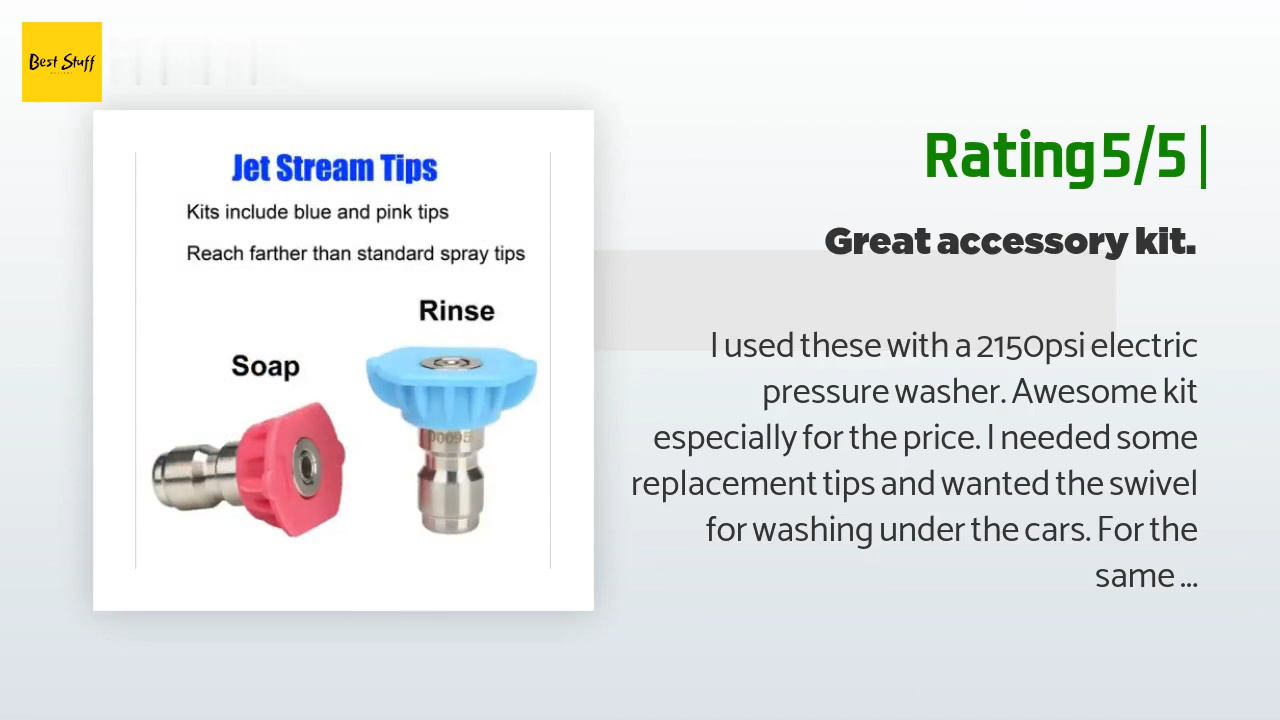 Best Stuff
Jet Stream Tips
Kits include blue and pink tips
Reach farther than standard spray tips
Rinse
Soap
Rating 5/5 |
Great accessory kit.
I used these with a 2150psi electric
pressure washer. Awesome kit
especially for the price. I needed some
replacement tips and wanted the swivel
for washing under the cars. For the
same ...